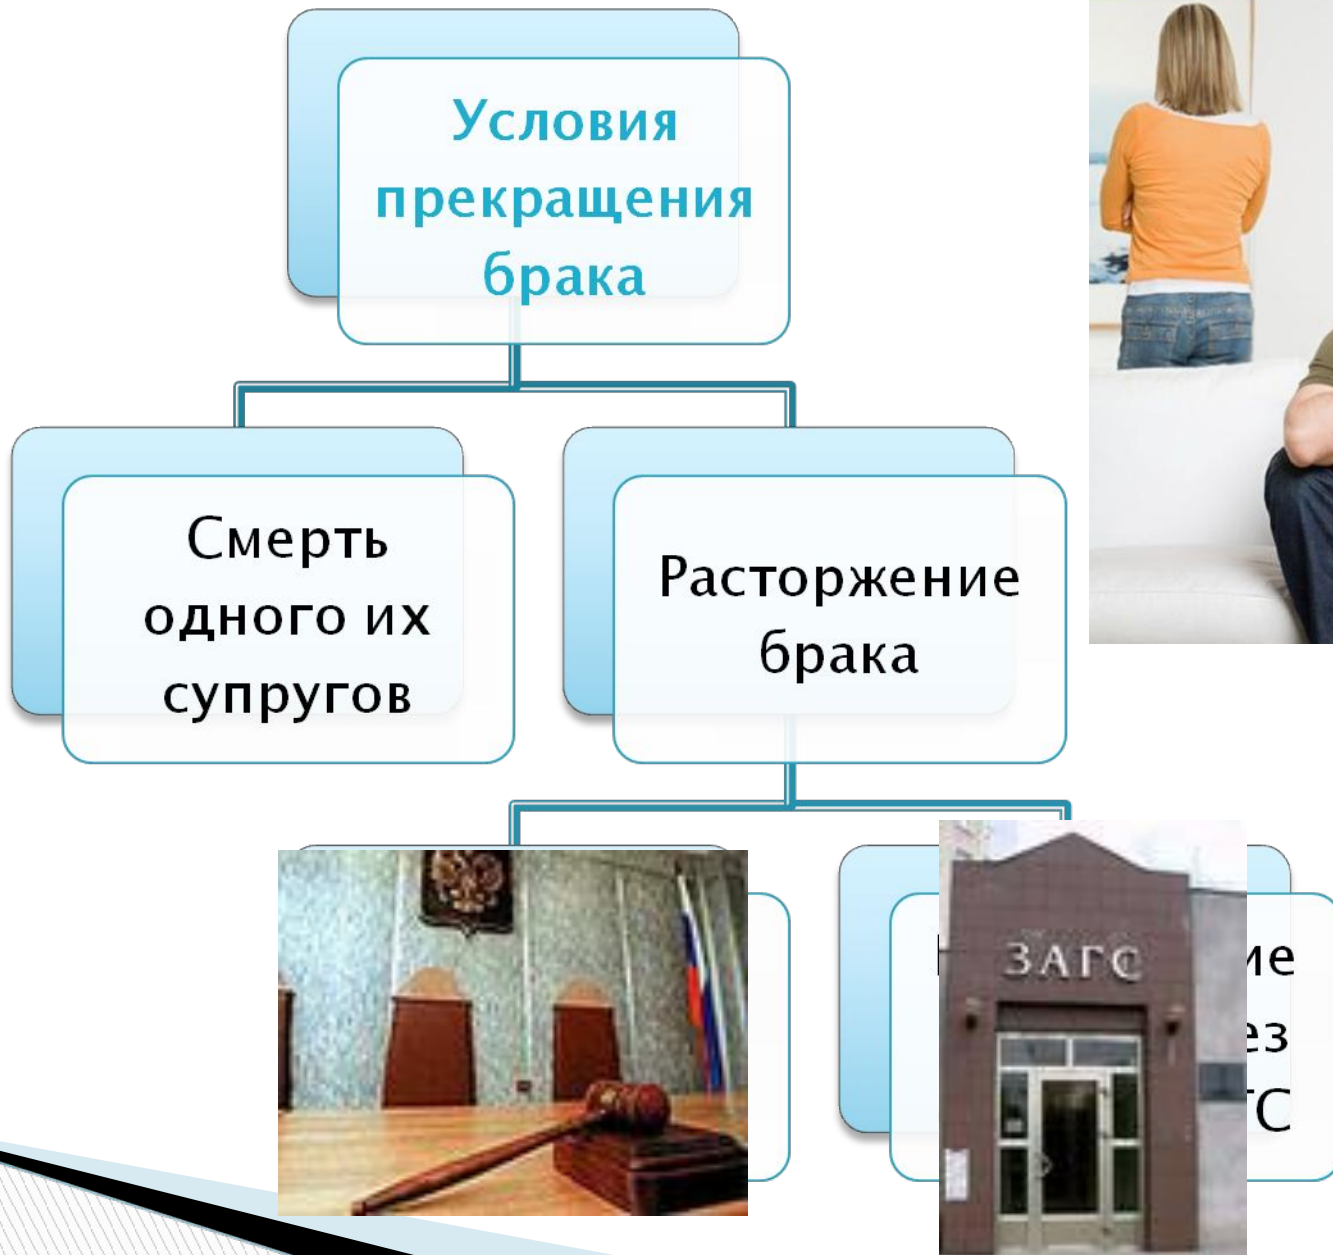 Условия
прекращения
брака
Смерть
одного их
супругов
Расторжение
брака
ЗАГС